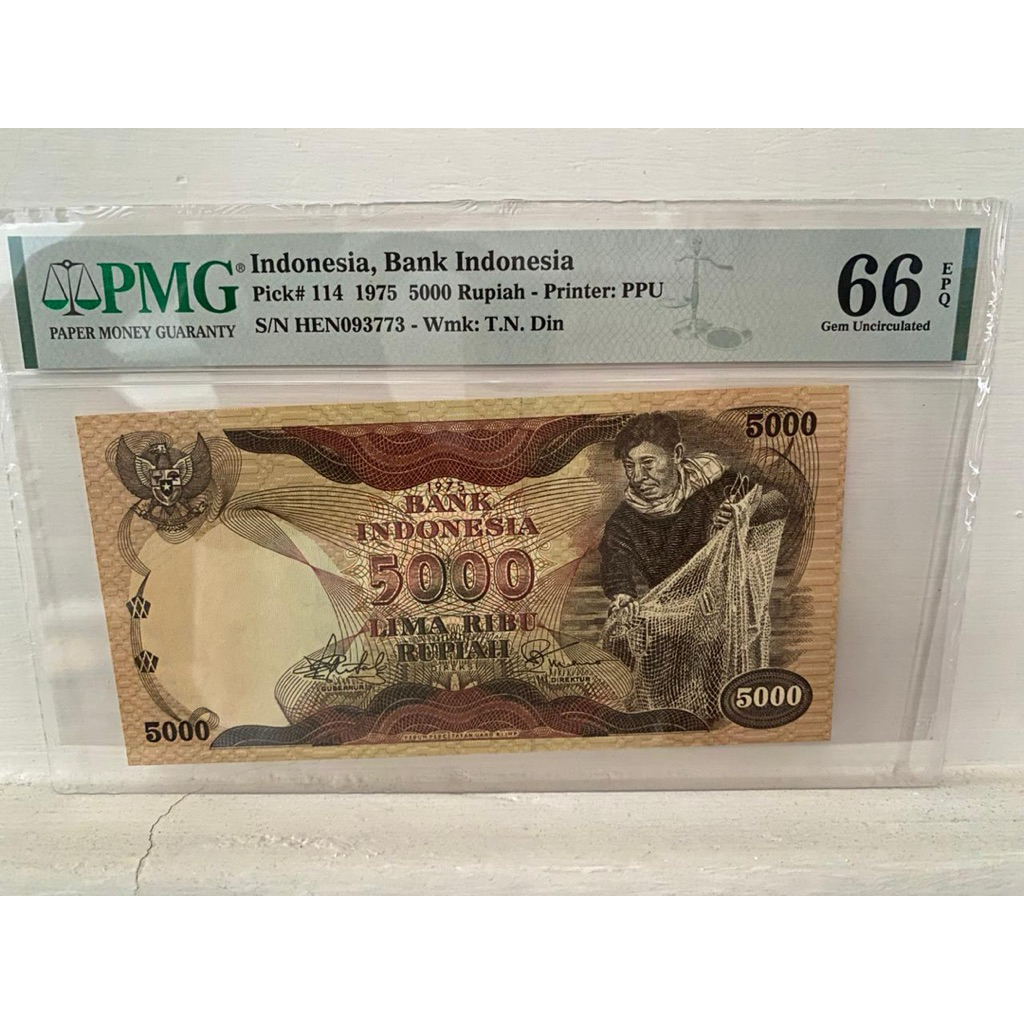 PMG®
PAPER MONEY GUARANTY
Indonesia, Bank Indonesia
Pick# 114 1975 5000 Rupiah - Printer: PPU
S/N HEN093773 - Wmk: T.N. Din
66
EPQ
Gem Uncirculated
5000
1975
BANK
INDONESIA
5000
LIMA RIBU
RUPIAH
GUBERNUR
DIREKTUR
5000
5000